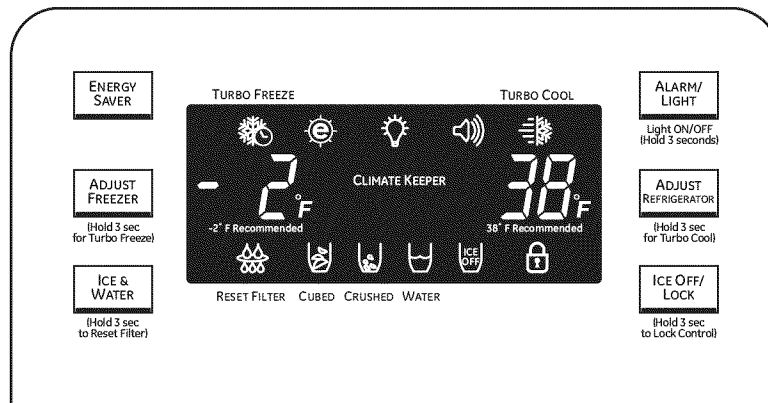 ENERGY
SAVER
TURBO FREEZE
TURBO COOL
ALARM/
LIGHT
Light ON/OFF
(Hold 3 seconds)
e
-2°F
CLIMATE KEEPER
38°F
-2° F Recommended
38° F Recommended
ADJUST
FREEZER
(Hold 3 sec
for Turbo Freeze)
ADJUST
REFRIGERATOR
(Hold 3 sec
for Turbo Cool)
ICE
OFF
ICE &
WATER
(Hold 3 sec
to Reset Filter)
RESET FILTER CUBED CRUSHED WATER
ICE OFF/
LOCK
(Hold 3 sec
to Lock Control)